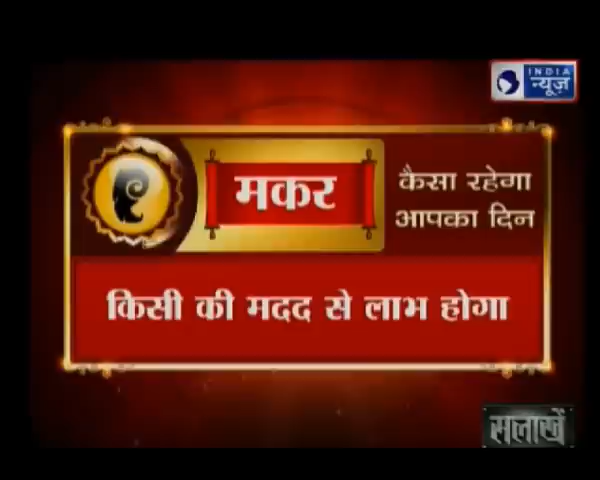 INDIA
न्यूज़
मकर
कैसा रहेगा
आपका दिन
किसी की मदद से लाभ होगा
सलाखें